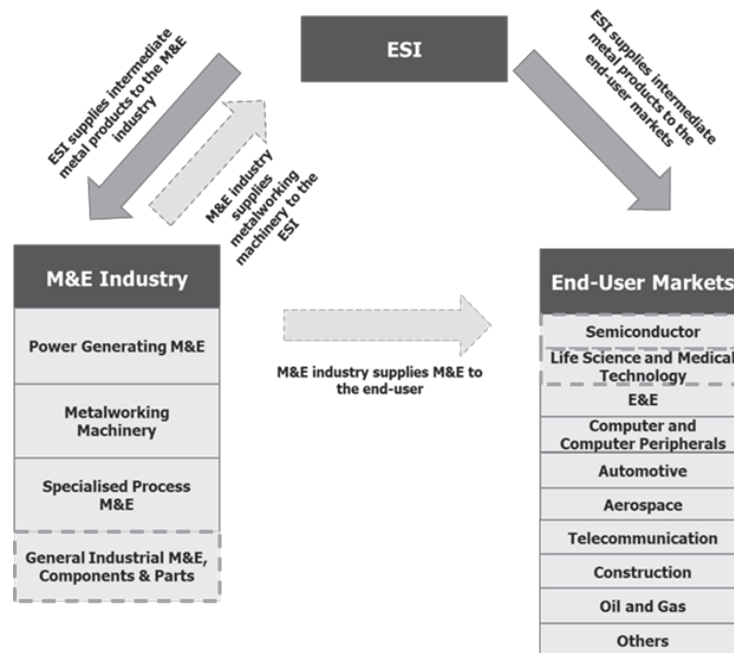 ESI
ESI supplies intermediate
metal products to the M&E
industry
M&E industry
supplies
metalworking
machinery to the
ESI
ESI supplies intermediate
metal products to the
end-user markets
M&E Industry
Power Generating M&E
Metalworking
Machinery
Specialised Process
M&E
General Industrial M&E,
Components & Parts
M&E industry supplies M&E to
the end-user
End-User Markets
Semiconductor
Life Science and Medical
Technology
E&E
Computer and
Computer Peripherals
Automotive
Aerospace
Telecommunication
Construction
Oil and Gas
Others